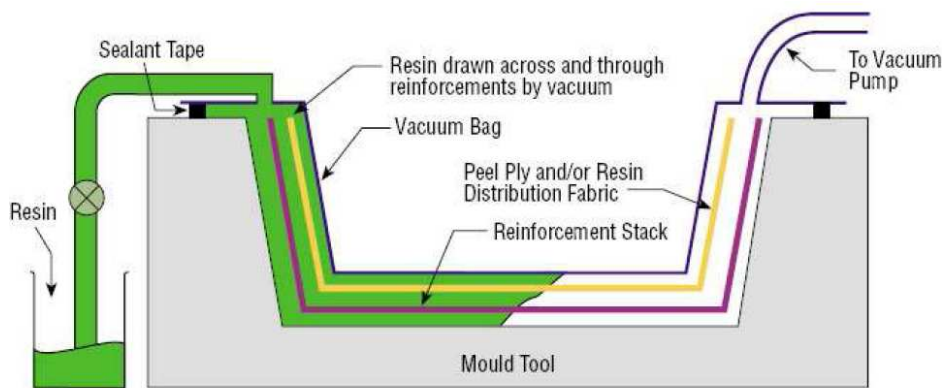 Sealant Tape
Resin drawn across and through
reinforcements by vacuum
To Vacuum
Pump
Vacuum Bag
Peel Ply and/or Resin
Distribution Fabric
Resin
Reinforcement Stack
Mould Tool